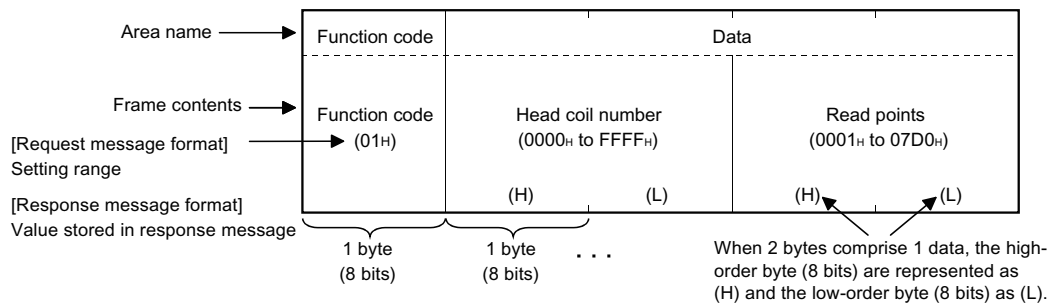 Area name
Function code
Data
Frame contents
Function code
(01H)
Head coil number
(0000H to FFFFH)
Read points
(0001H to 07D0H)
[Request message format]
Setting range
(H)
(L)
(H)
(L)
[Response message format]
Value stored in response message
1 byte
(8 bits)
1 byte
(8 bits)
. . .
When 2 bytes comprise 1 data, the high-
order byte (8 bits) are represented as
(H) and the low-order byte (8 bits) as (L).